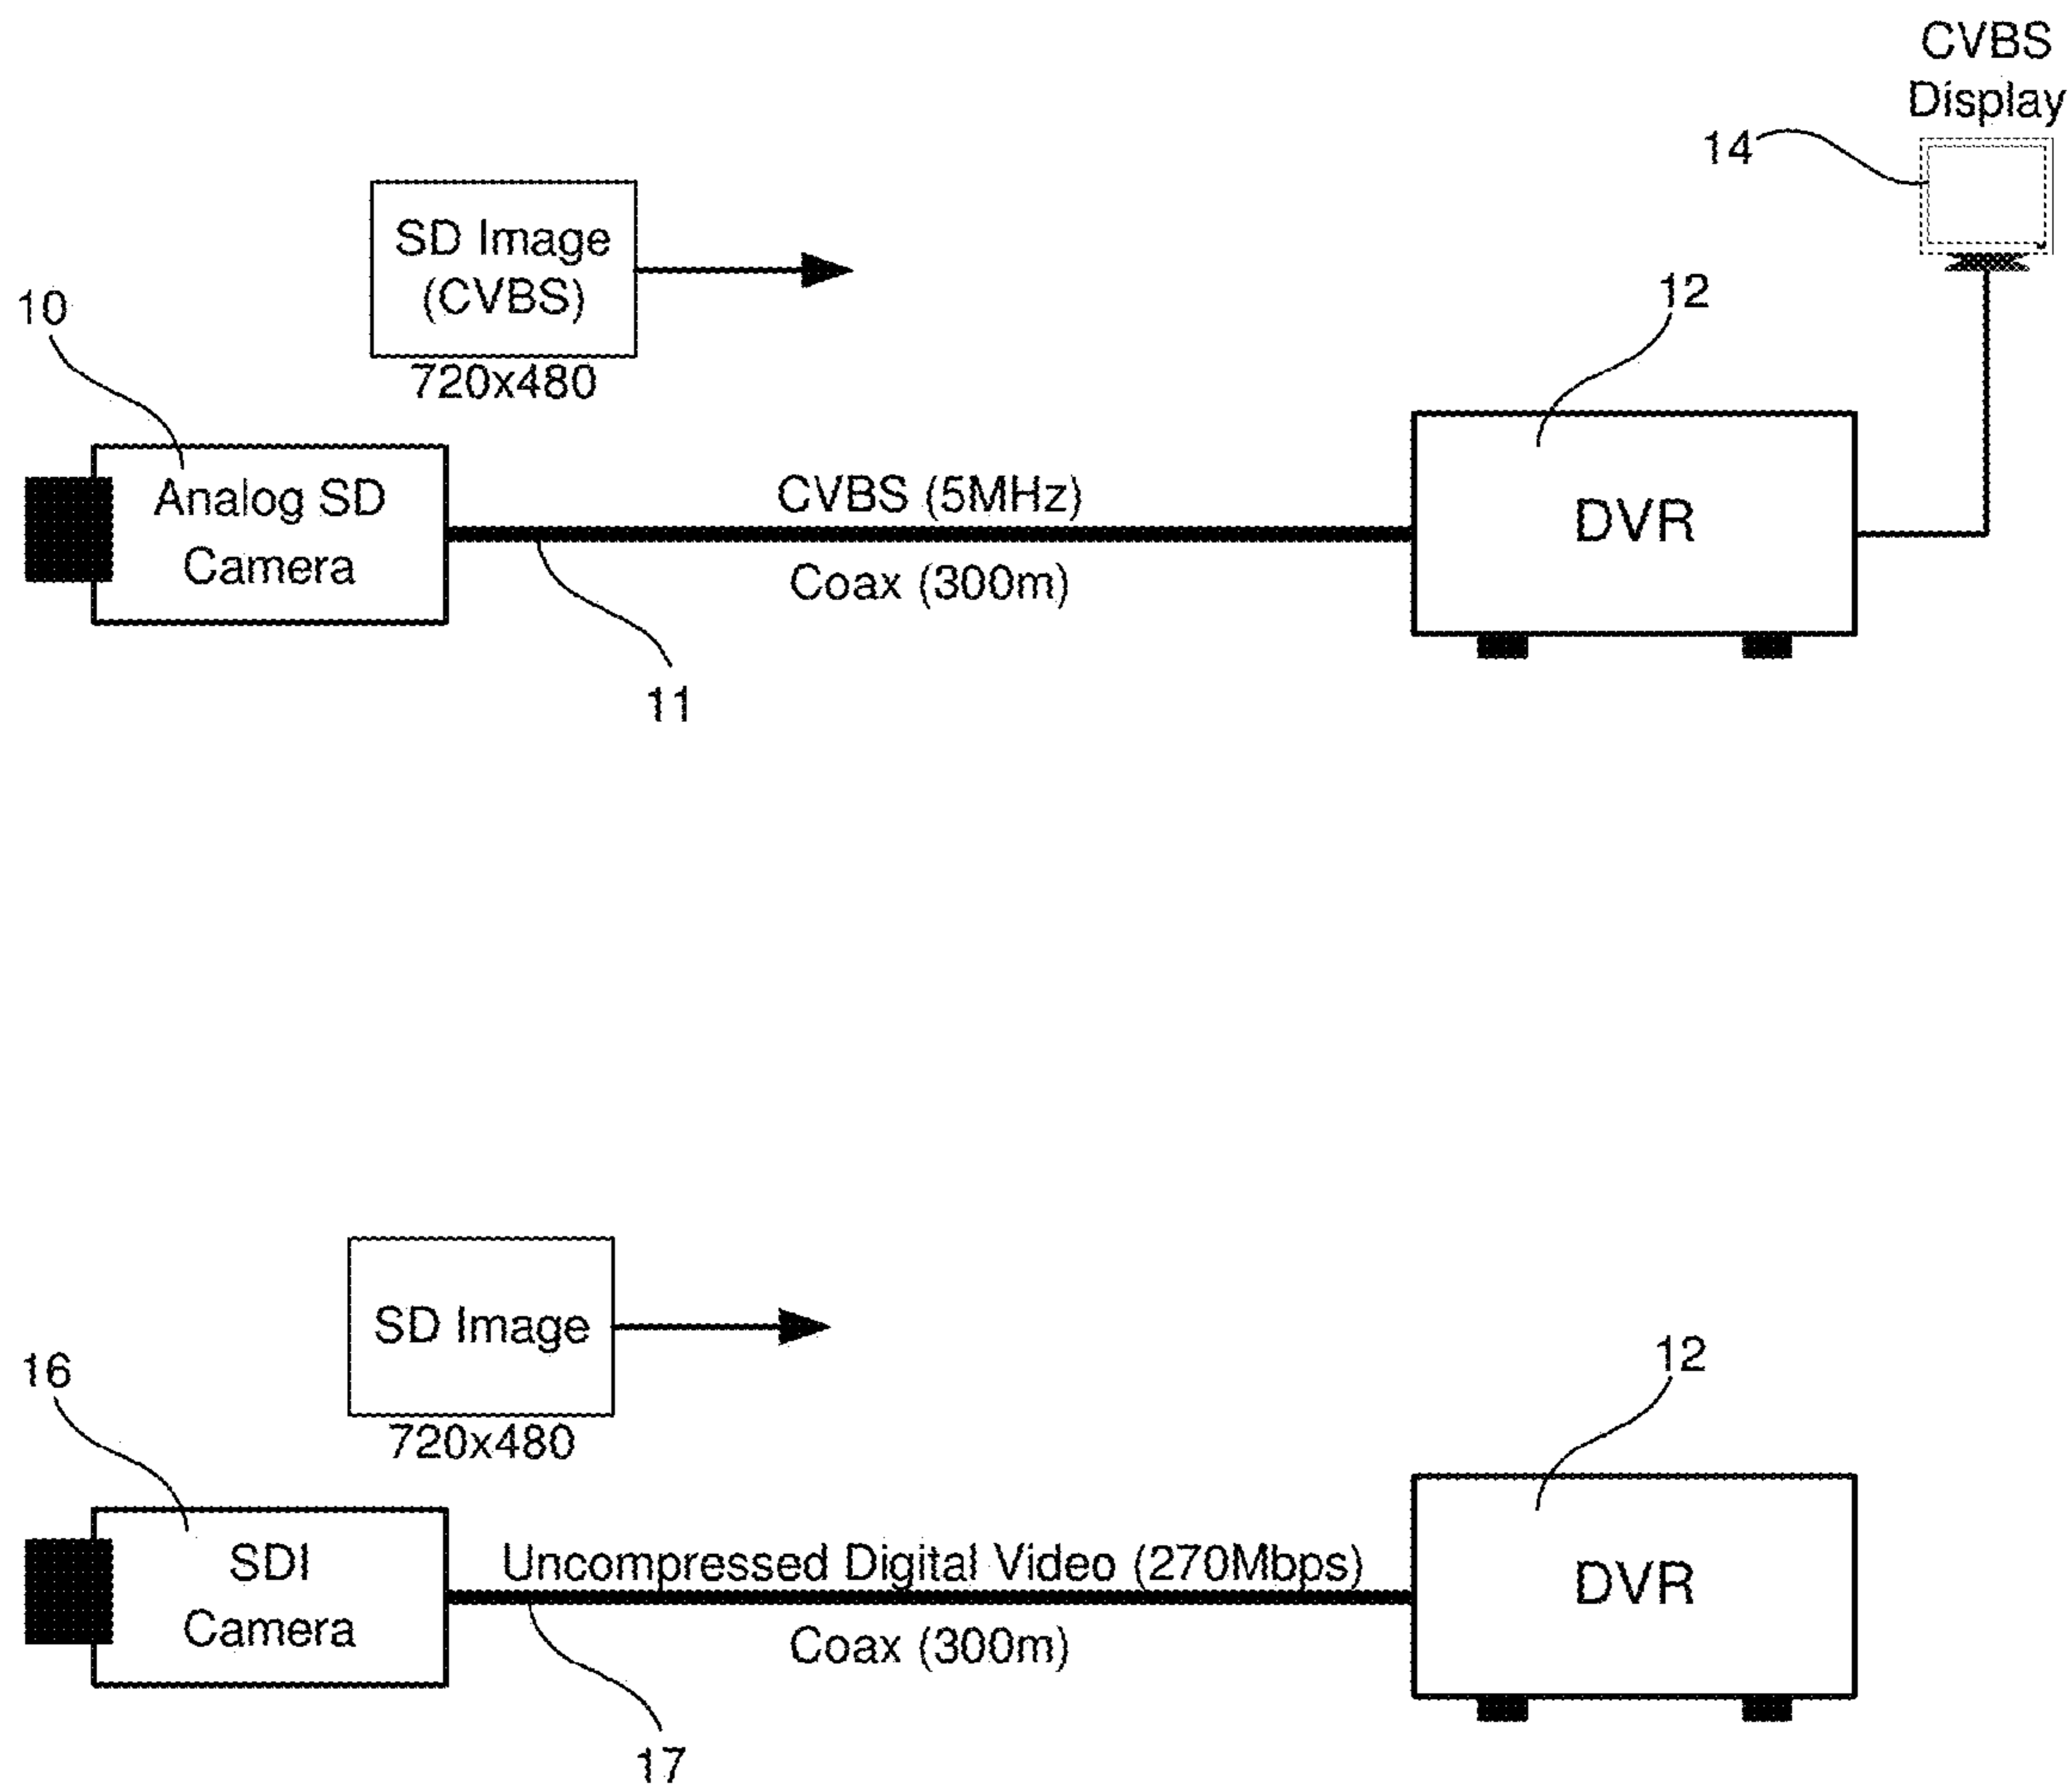 CVBS
Display
14
SD Image
(CVBS)
720x480
10
12
Analog SD
Camera
CVBS (5MHz)
Coax (300m)
DVR
11
SD Image
720x480
16
12
SDI
Camera
Uncompressed Digital Video (270Mbps)
Coax (300m)
DVR
17